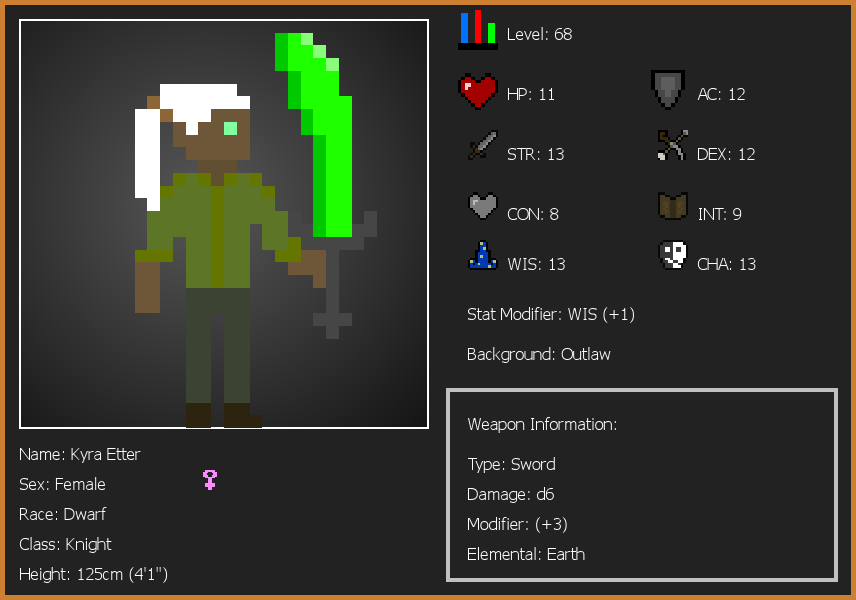 Level: 68
HP: 11
AC: 12
STR: 13
DEX: 12
CON: 8
INT: 9
WIS: 13
CHA: 13
Stat Modifier: WIS (+1)
Background: Outlaw
Weapon Information:
Type: Sword
Damage: d6
Modifier: (+3)
Elemental: Earth
Name: Kyra Etter
Sex: Female
Race: Dwarf
Class: Knight
Height: 125cm (4'1")